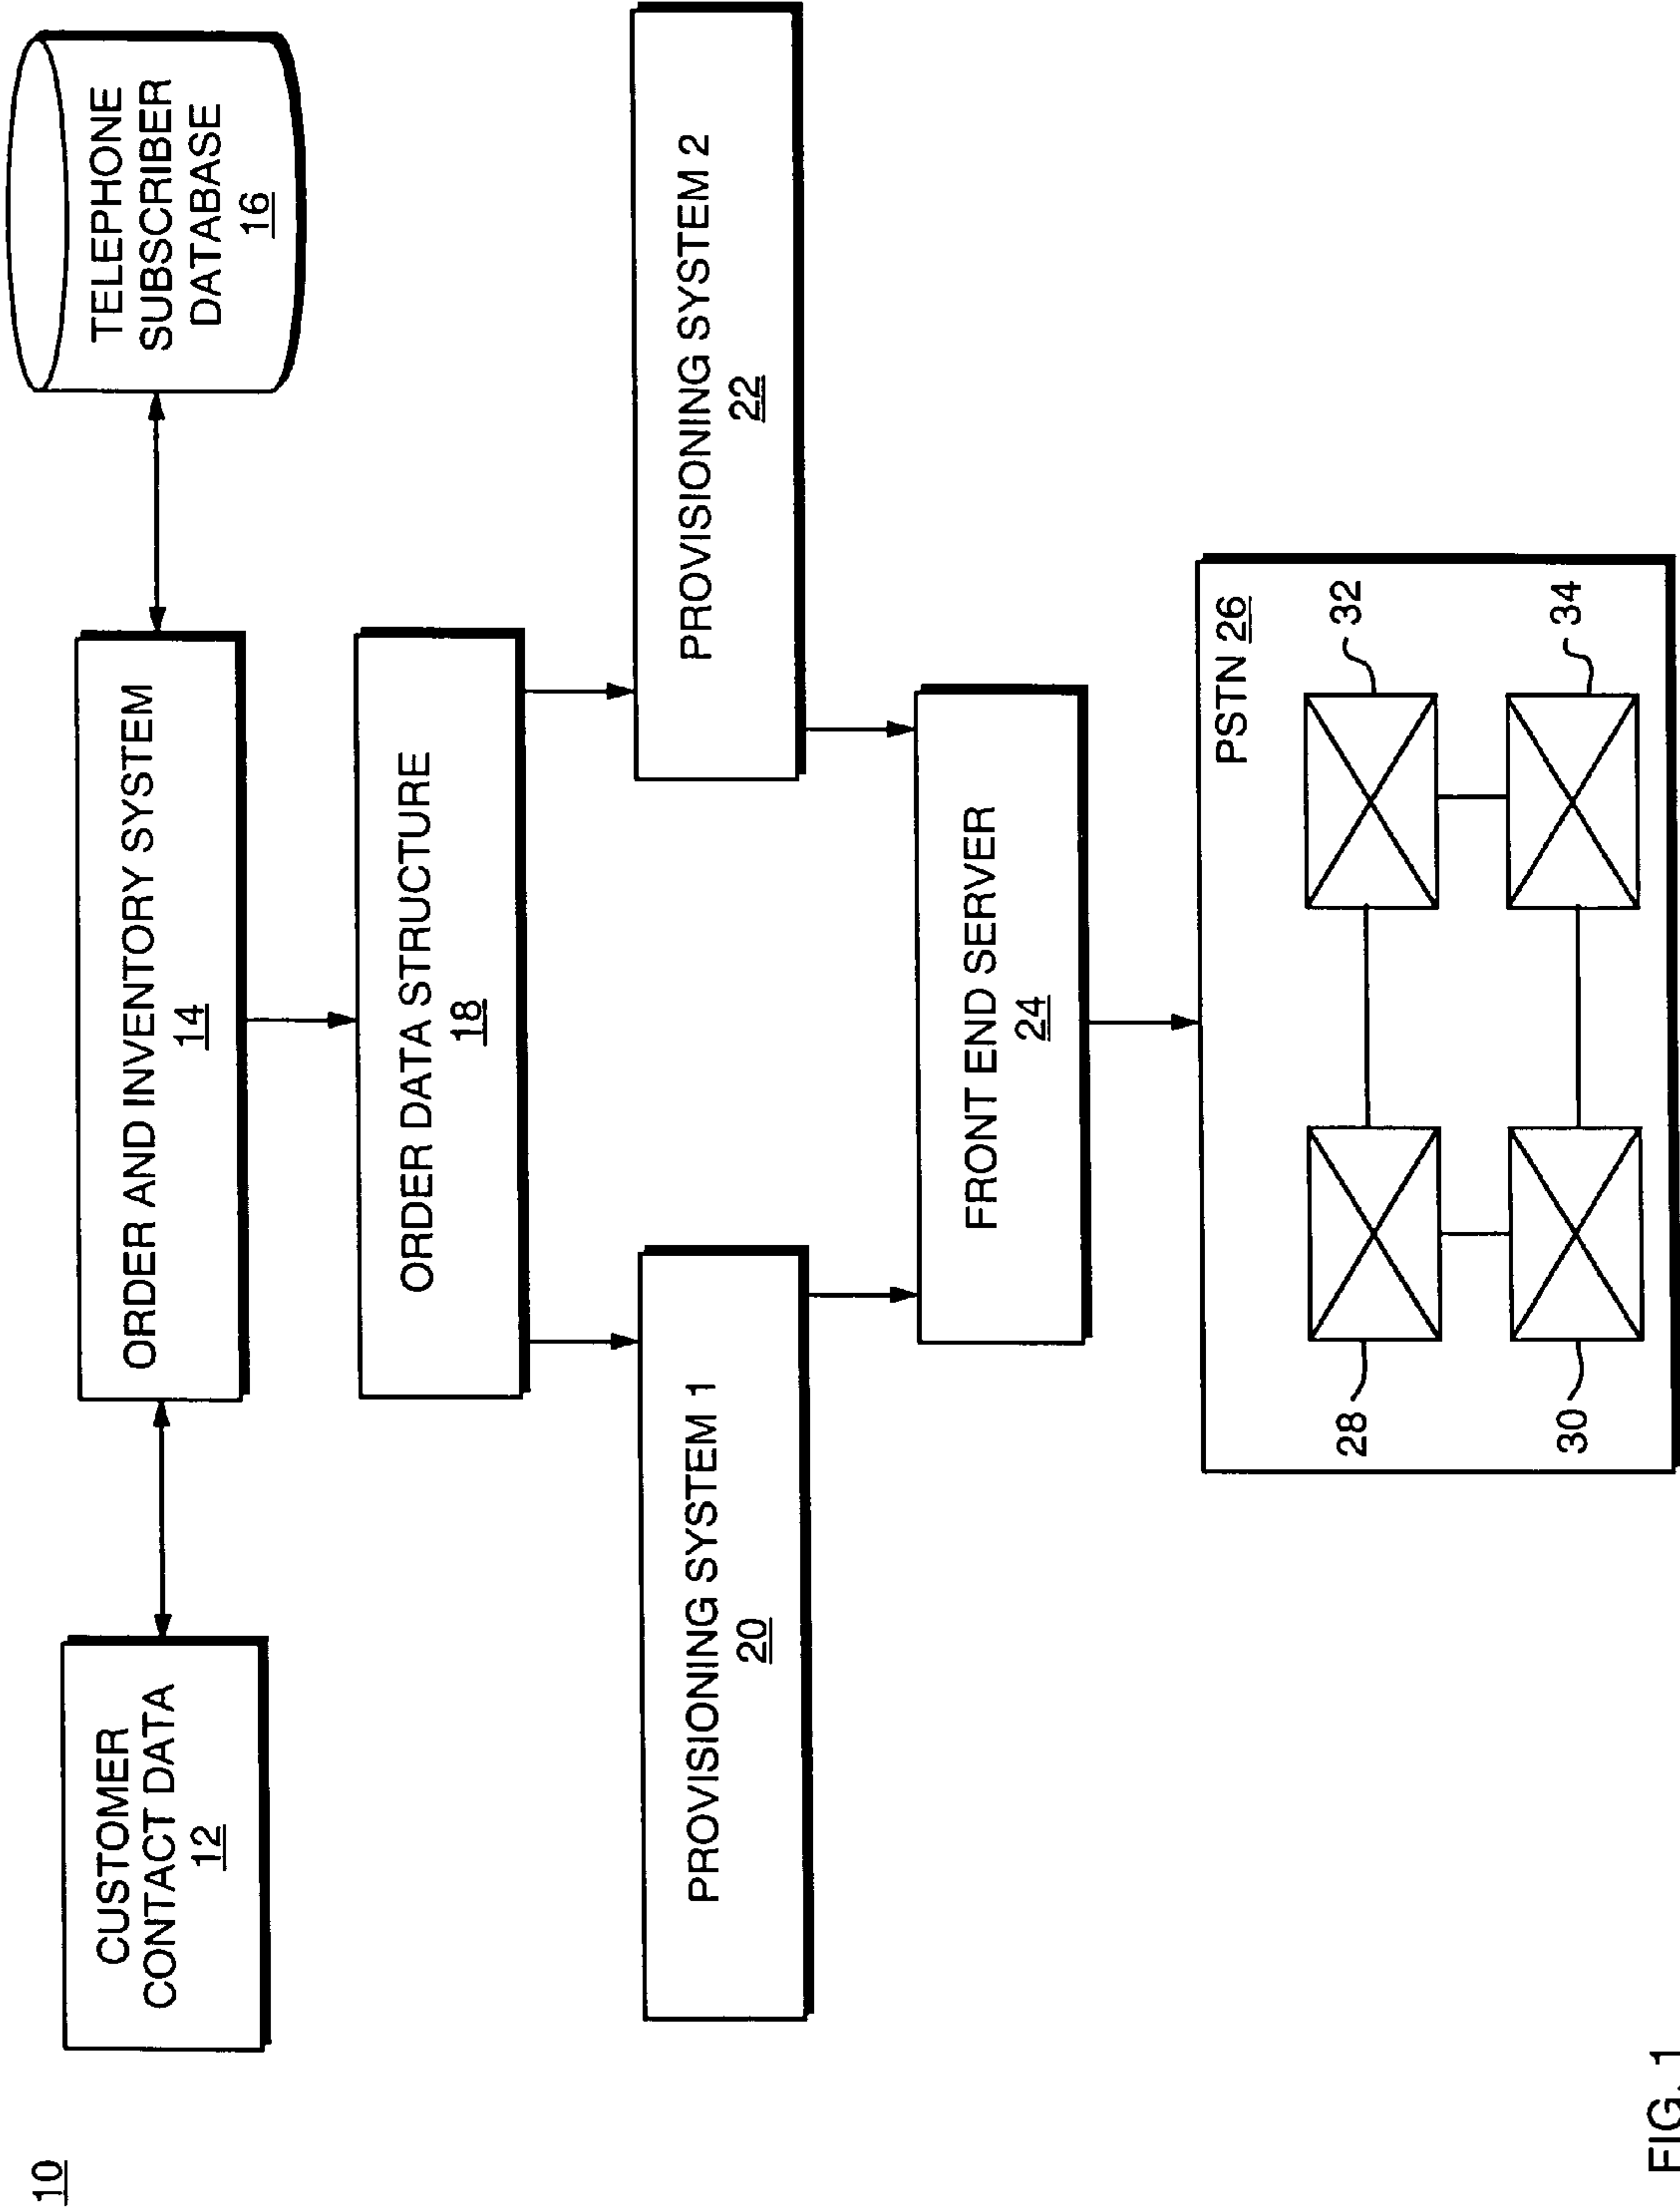 10
CUSTOMER
CONTACT DATA
12
ORDER AND INVENTORY SYSTEM
14
TELEPHONE
SUBSCRIBER
DATABASE
16
ORDER DATA STRUCTURE
18
PROVISIONING SYSTEM 1
20
PROVISIONING SYSTEM 2
22
FRONT END SERVER
24
PSTN 26
28
32
30
34
FIG. 1